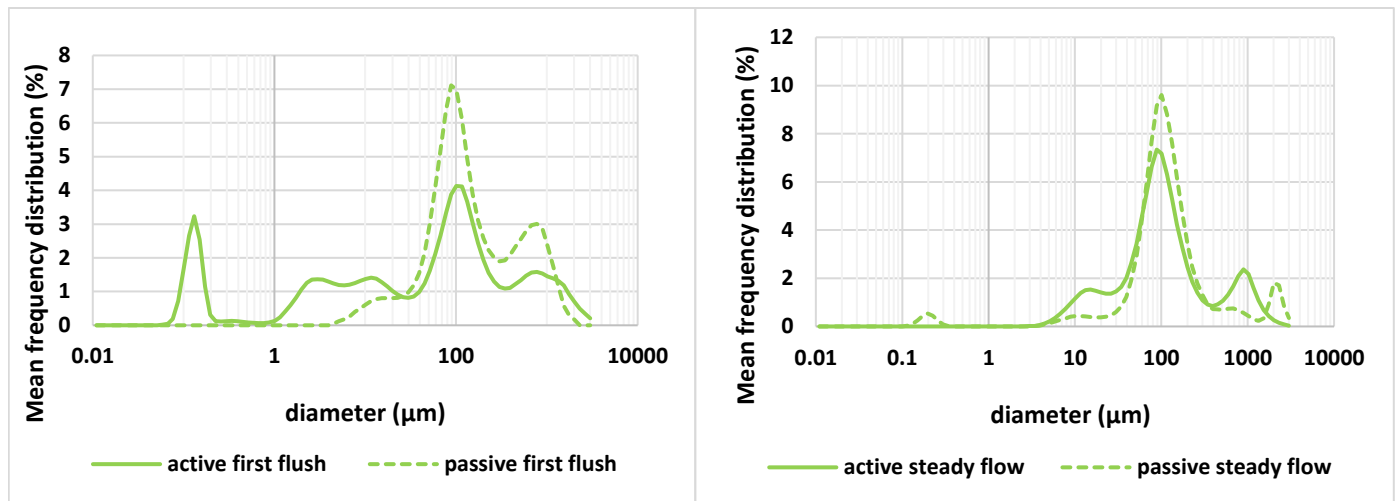 Mean frequency distribution (%)
8
7
6
5
4
3
2
1
0
0.01 1 100 10000
diameter (μm)
active first flush passive first flush
Mean frequency distribution (%)
12
10
8
6
4
2
0
0.01 0.1 1 10 100 1000 10000
diameter (μm)
active steady flow passive steady flow